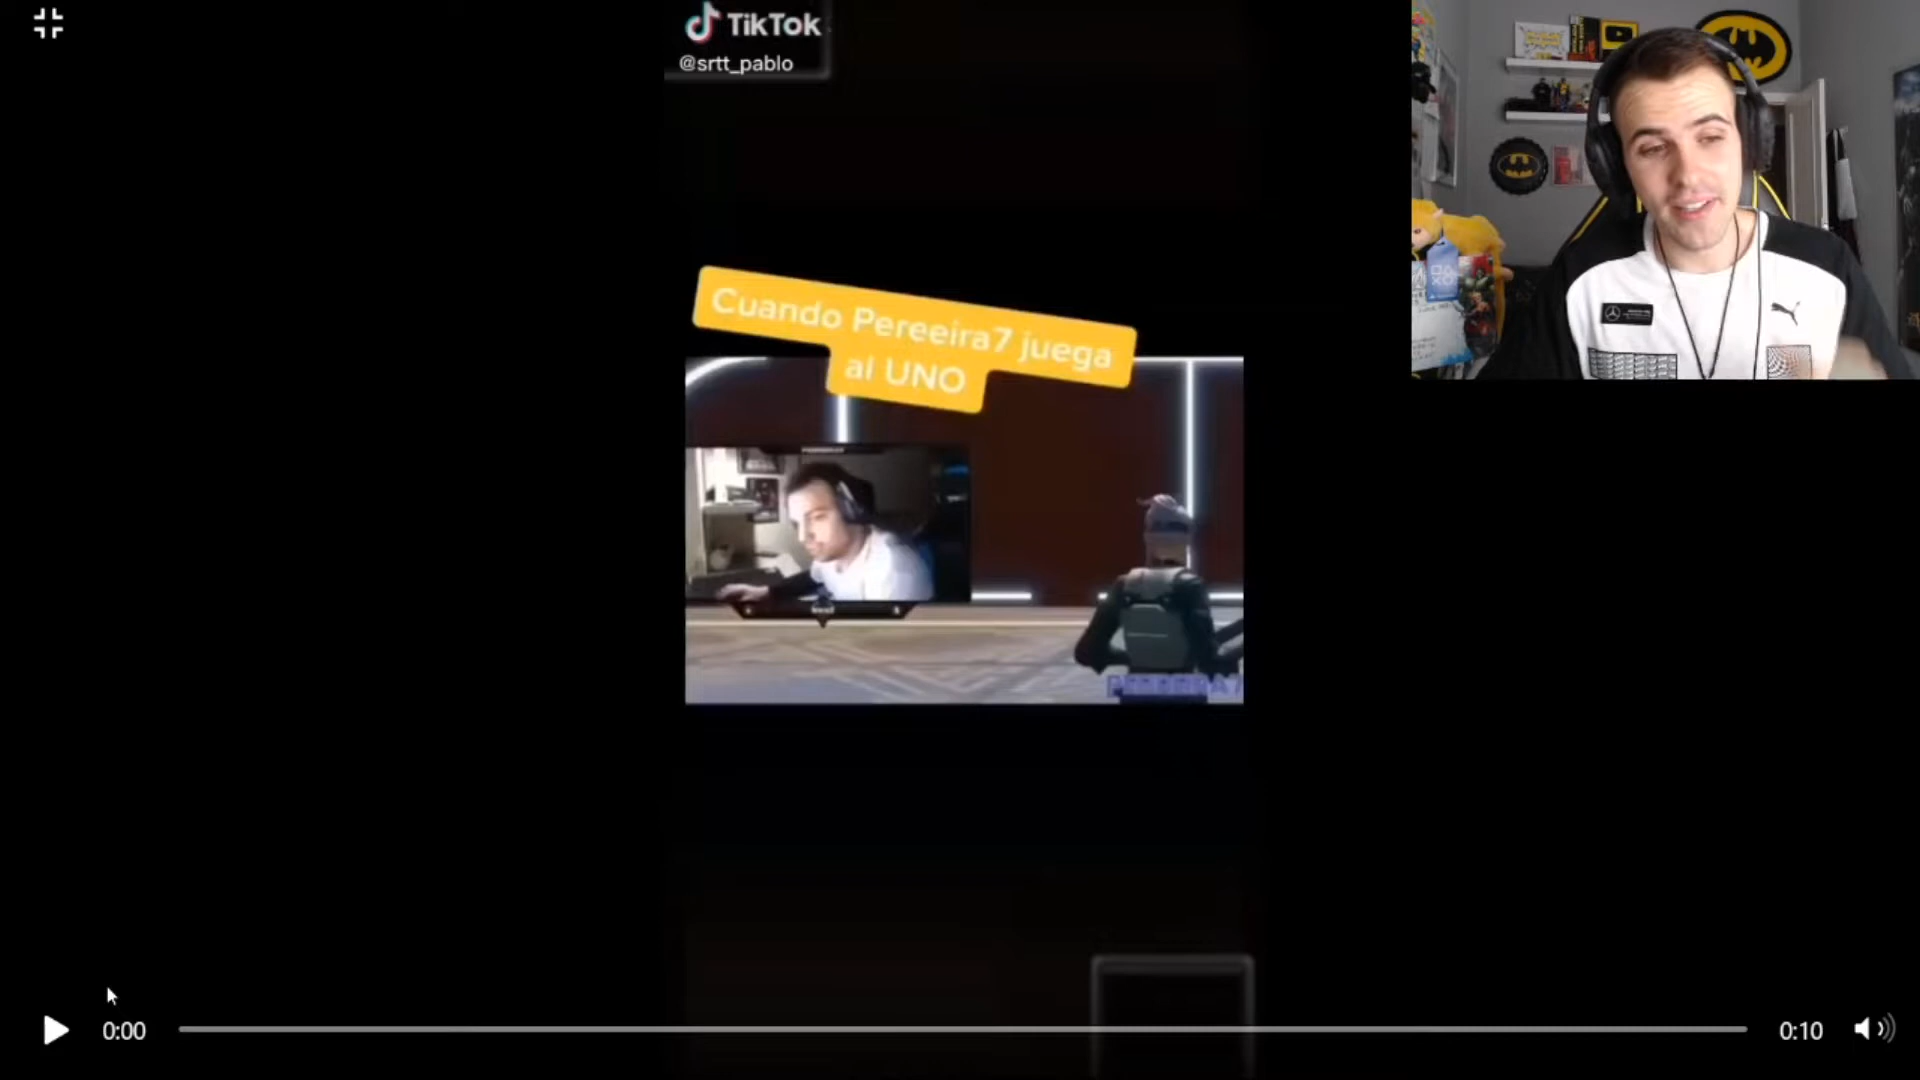 TikTok
@srtt_pablo
Cuando Pereeira7 juega
al UNO
0:00
0:10